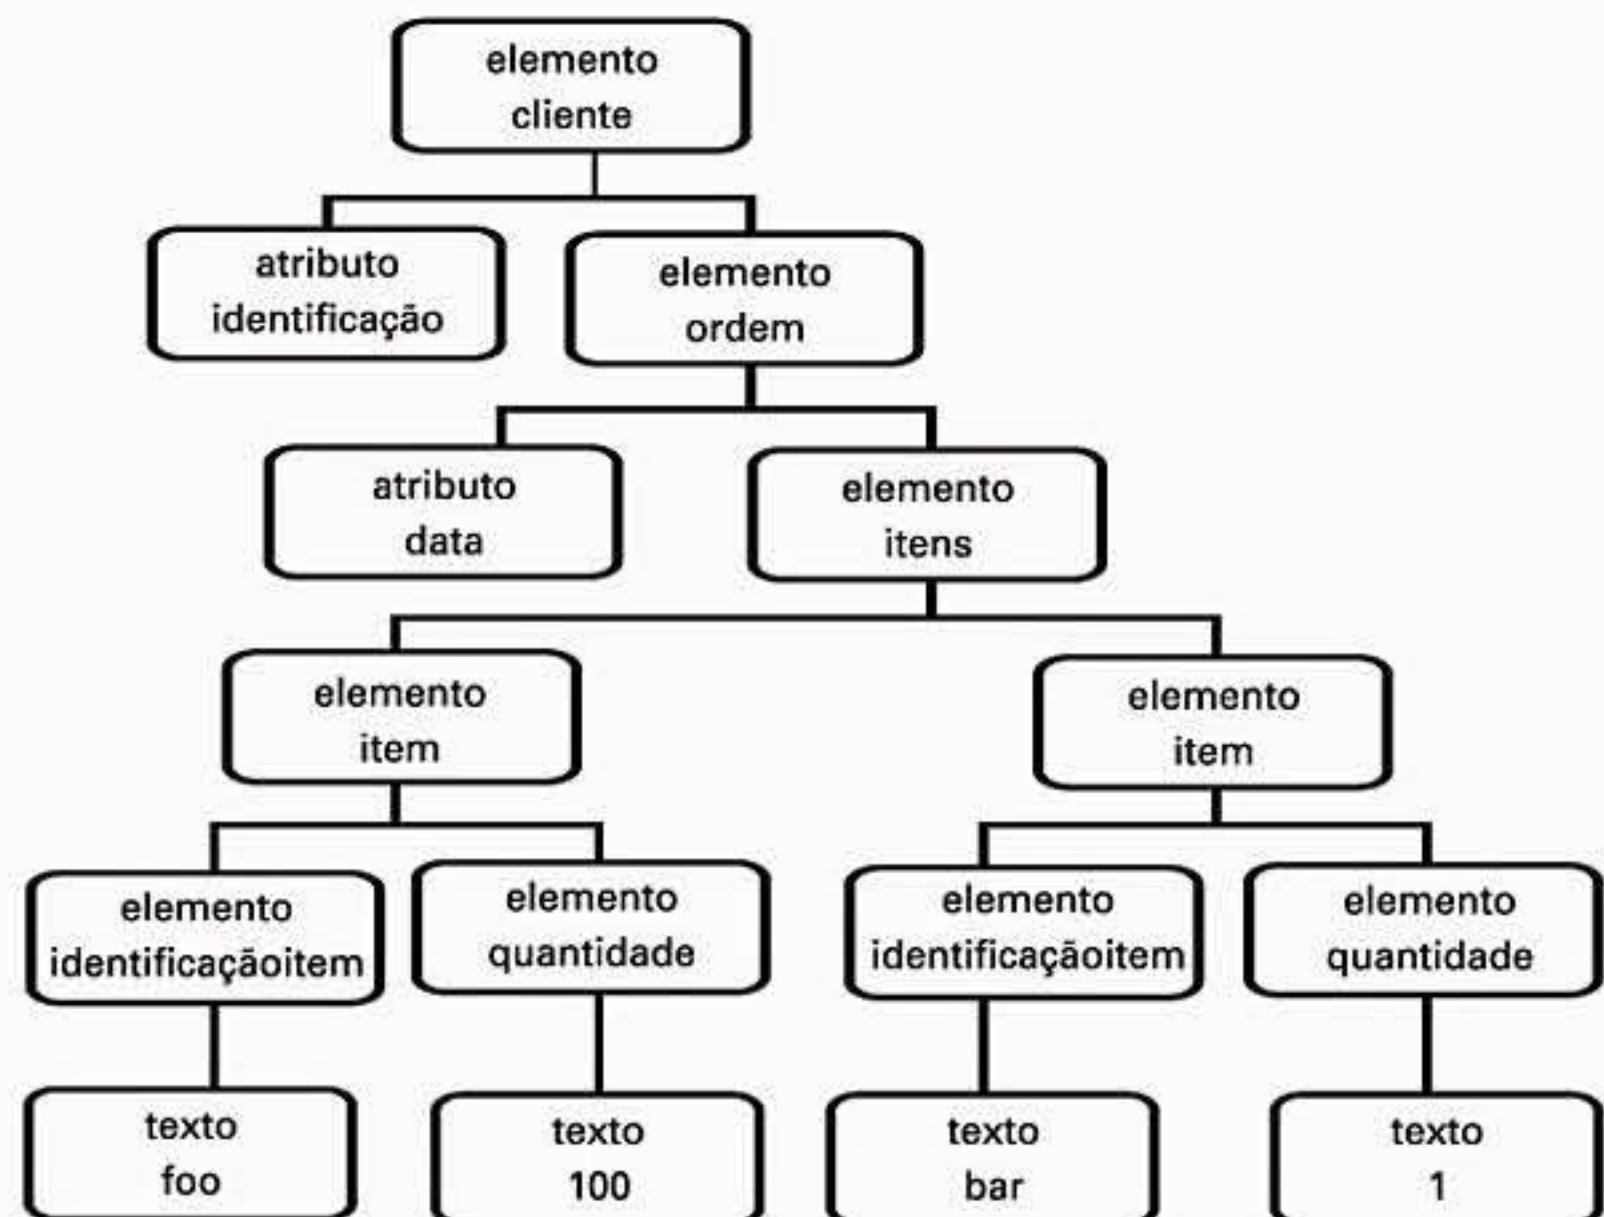 elemento
cliente
atributo
identificação
elemento
ordem
atributo
data
elemento
itens
elemento
item
elemento
item
elemento
identificaçãoitem
elemento
quantidade
elemento
identificaçãoitem
elemento
quantidade
texto
foo
texto
100
texto
bar
texto
1